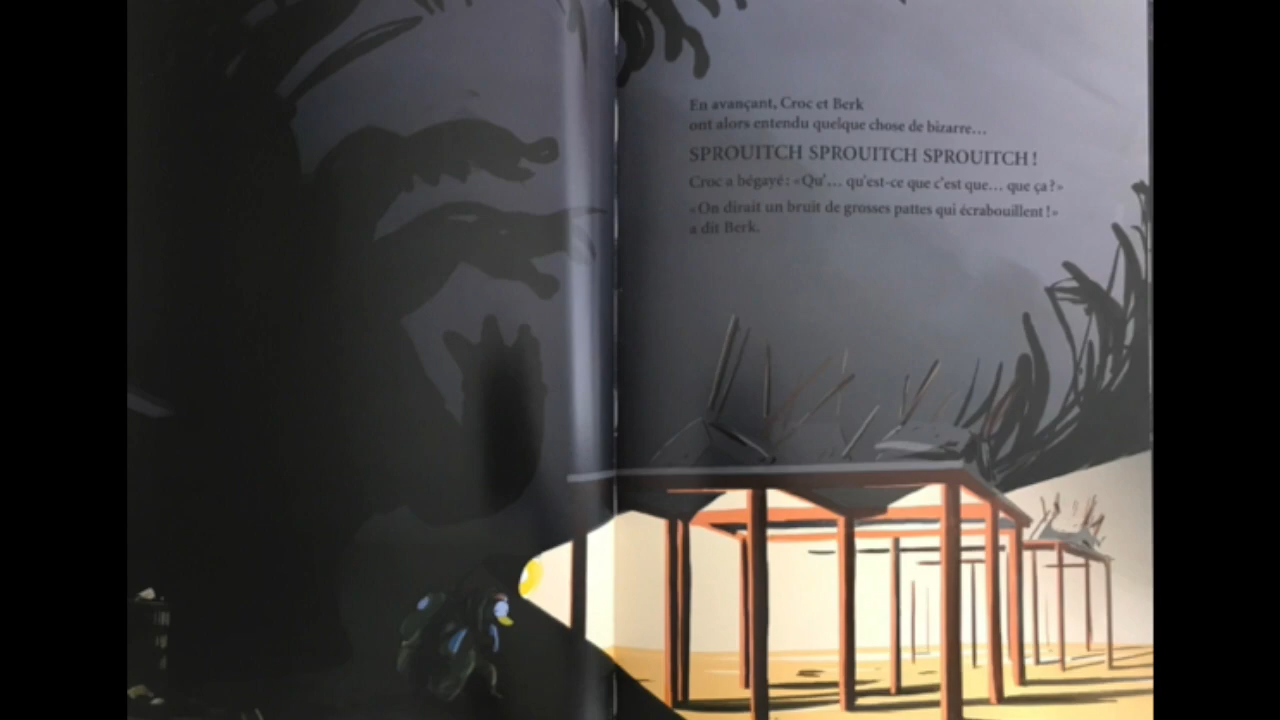 En avançant, Croc et Berk
ont alors entendu quelque chose de bizarre…
SPROUITCH SPROUITCH SPROUITCH !
Croc a bégayé : « Qu'… qu'est-ce que c'est que… que ça ? »
« On dirait un bruit de grosses pattes qui écrabouillent ! »
a dit Berk.